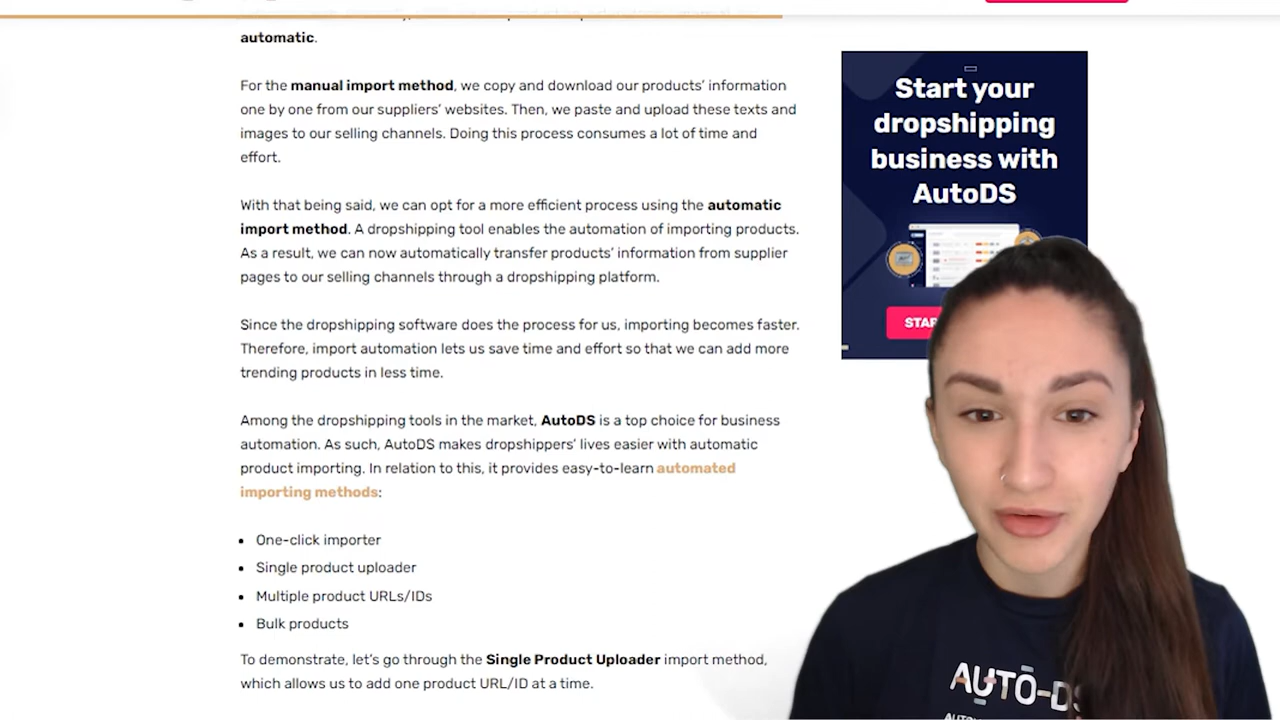 automatic.
For the manual import method, we copy and download our products’ information
one by one from our suppliers’ websites. Then, we paste and upload these texts and
images to our selling channels. Doing this process consumes a lot of time and
effort.
With that being said, we can opt for a more efficient process using the automatic
import method. A dropshipping tool enables the automation of importing products.
As a result, we can now automatically transfer products’ information from supplier
pages to our selling channels through a dropshipping platform.
Since the dropshipping software does the process for us, importing becomes faster.
Therefore, import automation lets us save time and effort so that we can add more
trending products in less time.
Among the dropshipping tools in the market, AutoDS is a top choice for business
automation. As such, AutoDS makes dropshippers’ lives easier with automatic
product importing. In relation to this, it provides easy-to-learn automated
importing methods:
One-click importer
Single product uploader
Multiple product URLs/IDs
Bulk products
To demonstrate, let’s go through the Single Product Uploader import method,
which allows us to add one product URL/ID at a time.
Start your
dropshipping
business with
AutoDS
AUTO-DS